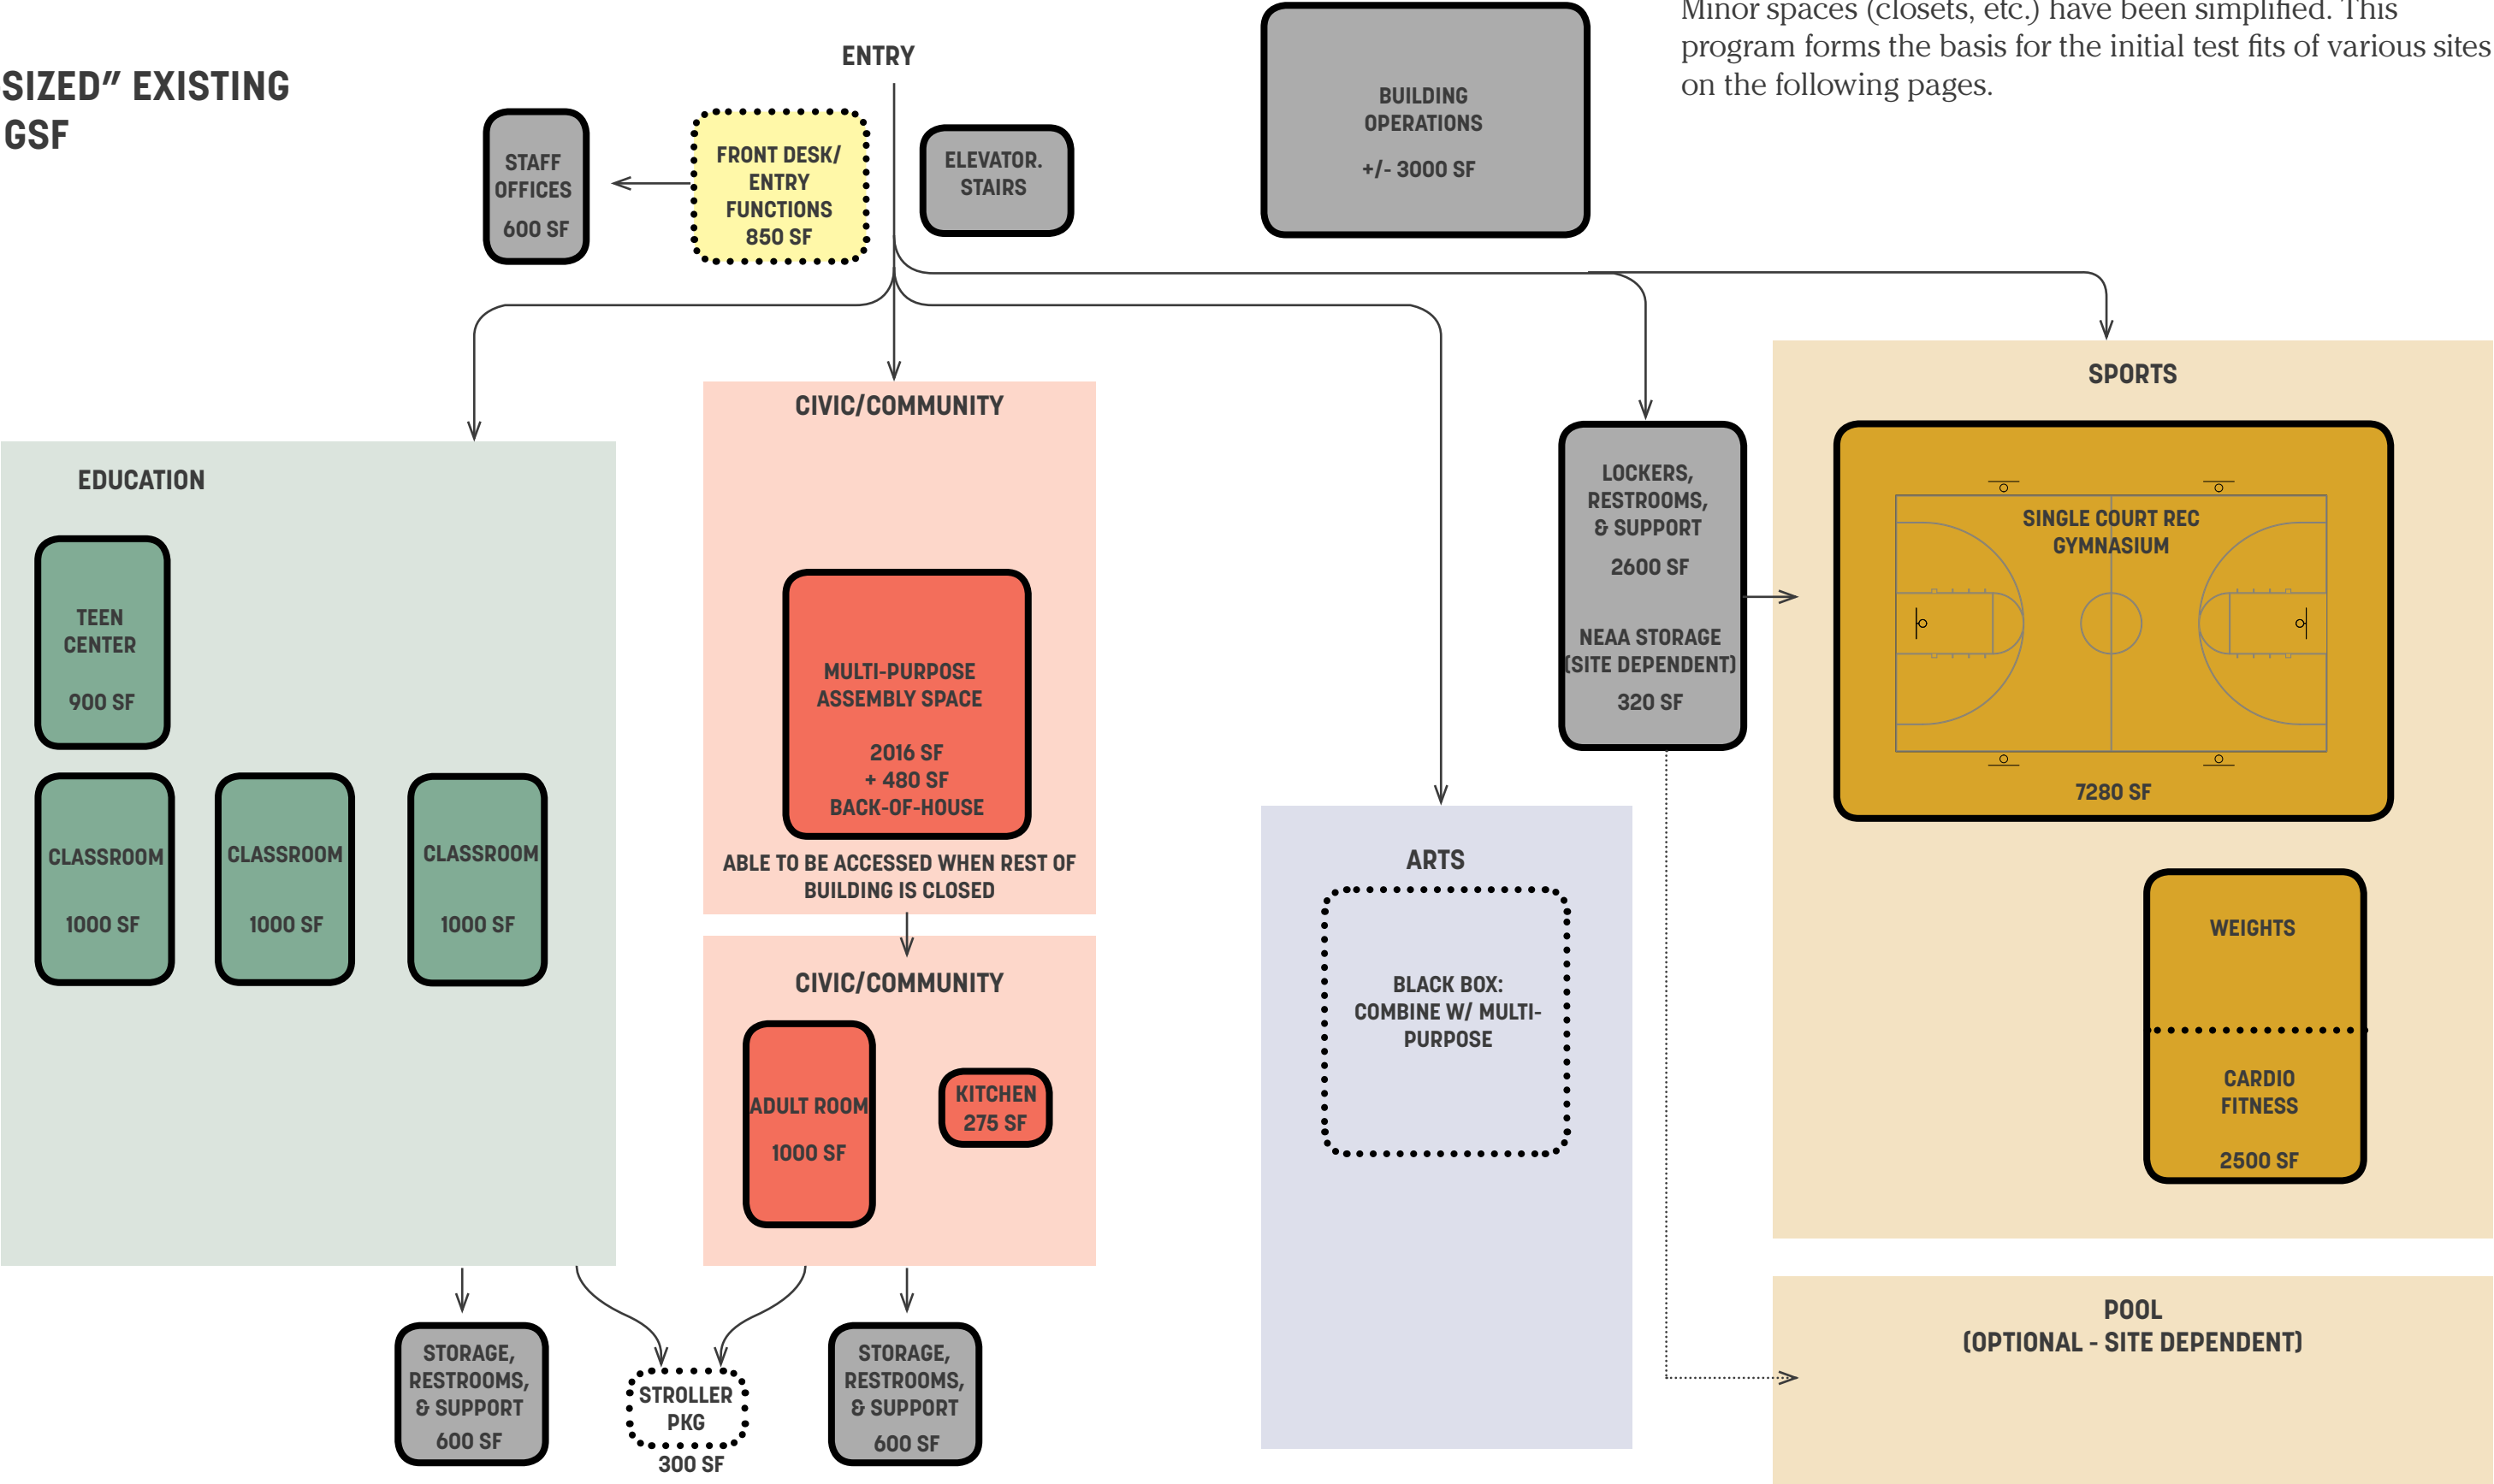 Minor spaces (closets, etc.) have been simplified. This
program forms the basis for the initial test fits of various sites
on the following pages.
SIZED” EXISTING
GSF
ENTRY
STAFF
OFFICES
600 SF
FRONT DESK/
ENTRY
FUNCTIONS
850 SF
ELEVATOR.
STAIRS
BUILDING
OPERATIONS
+/- 3000 SF
EDUCATION
TEEN
CENTER
900 SF
CLASSROOM
1000 SF
CLASSROOM
1000 SF
CLASSROOM
1000 SF
CIVIC/COMMUNITY
MULTI-PURPOSE
ASSEMBLY SPACE
2016 SF
+ 480 SF
BACK-OF-HOUSE
ABLE TO BE ACCESSED WHEN REST OF
BUILDING IS CLOSED
CIVIC/COMMUNITY
ADULT ROOM
1000 SF
KITCHEN
275 SF
STORAGE,
RESTROOMS,
& SUPPORT
600 SF
STROLLER
PKG
300 SF
STORAGE,
RESTROOMS,
& SUPPORT
600 SF
ARTS
BLACK BOX:
COMBINE W/ MULTI-
PURPOSE
LOCKERS,
RESTROOMS,
& SUPPORT
2600 SF
NEAA STORAGE
(SITE DEPENDENT)
320 SF
SPORTS
SINGLE COURT REC
GYMNASIUM
7280 SF
WEIGHTS
CARDIO
FITNESS
2500 SF
POOL
(OPTIONAL - SITE DEPENDENT)